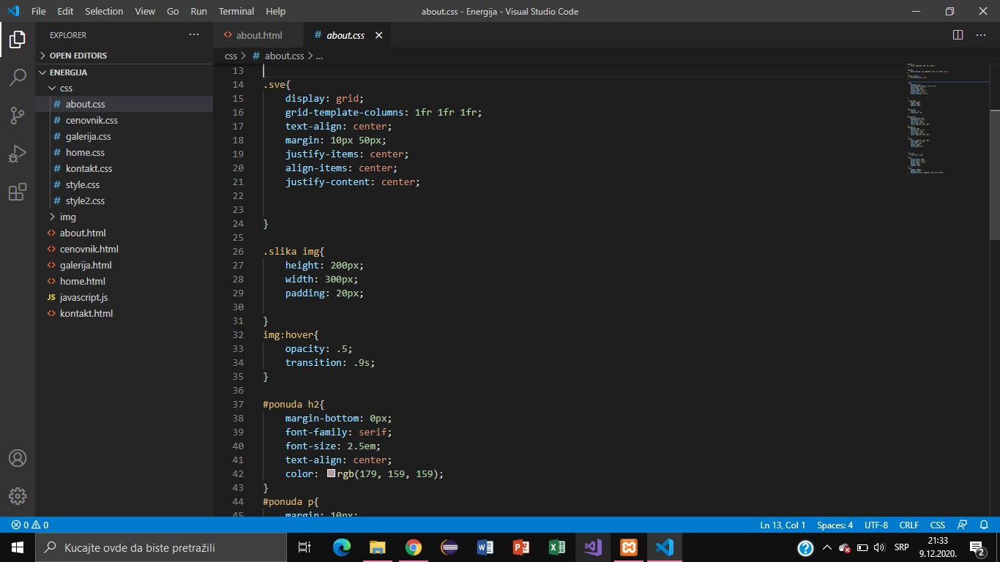 File Edit Selection View Go Run Terminal Help about.css - Energija - Visual Studio Code
EXPLORER
OPEN EDITORS
ENERGIJA
css
# about.css
# cenovnik.css
# galerija.css
# home.css
# kontakt.css
# style.css
# style2.css
img
<> about.html
<> cenovnik.html
<> galerija.html
<> home.html
JS javascript.js
<> kontakt.html
<> about.html # about.css
css > # about.css > ...
13
14 .sve{
15 display: grid;
16 grid-template-columns: 1fr 1fr 1fr;
17 text-align: center;
18 margin: 10px 50px;
19 justify-items: center;
20 align-items: center;
21 justify-content: center;
22
23
24 }
25
26 .slika img{
27 height: 200px;
28 width: 300px;
29 padding: 20px;
30
31 }
32 img:hover{
33 opacity: .5;
34 transition: .9s;
35 }
36
37 #ponuda h2{
38 margin-bottom: 0px;
39 font-family: serif;
40 font-size: 2.5em;
41 text-align: center;
42 color: rgb(179, 159, 159);
43 }
44 #ponuda p{
45 margin: 10px;
0 0 Ln 13, Col 1 Spaces: 4 UTF-8 CRLF CSS
Kucajte ovde da biste pretražili
SRP
21:33
9.12.2020.
2